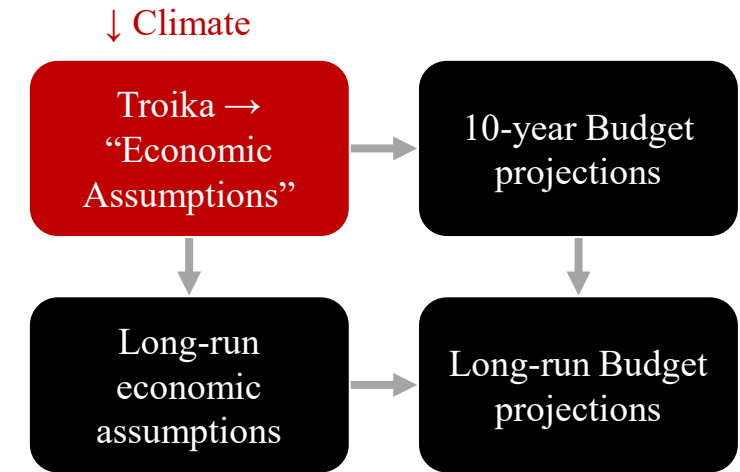 ↓ Climate
Troika →
“Economic
Assumptions”
10-year Budget
projections
Long-run
economic
assumptions
Long-run Budget
projections